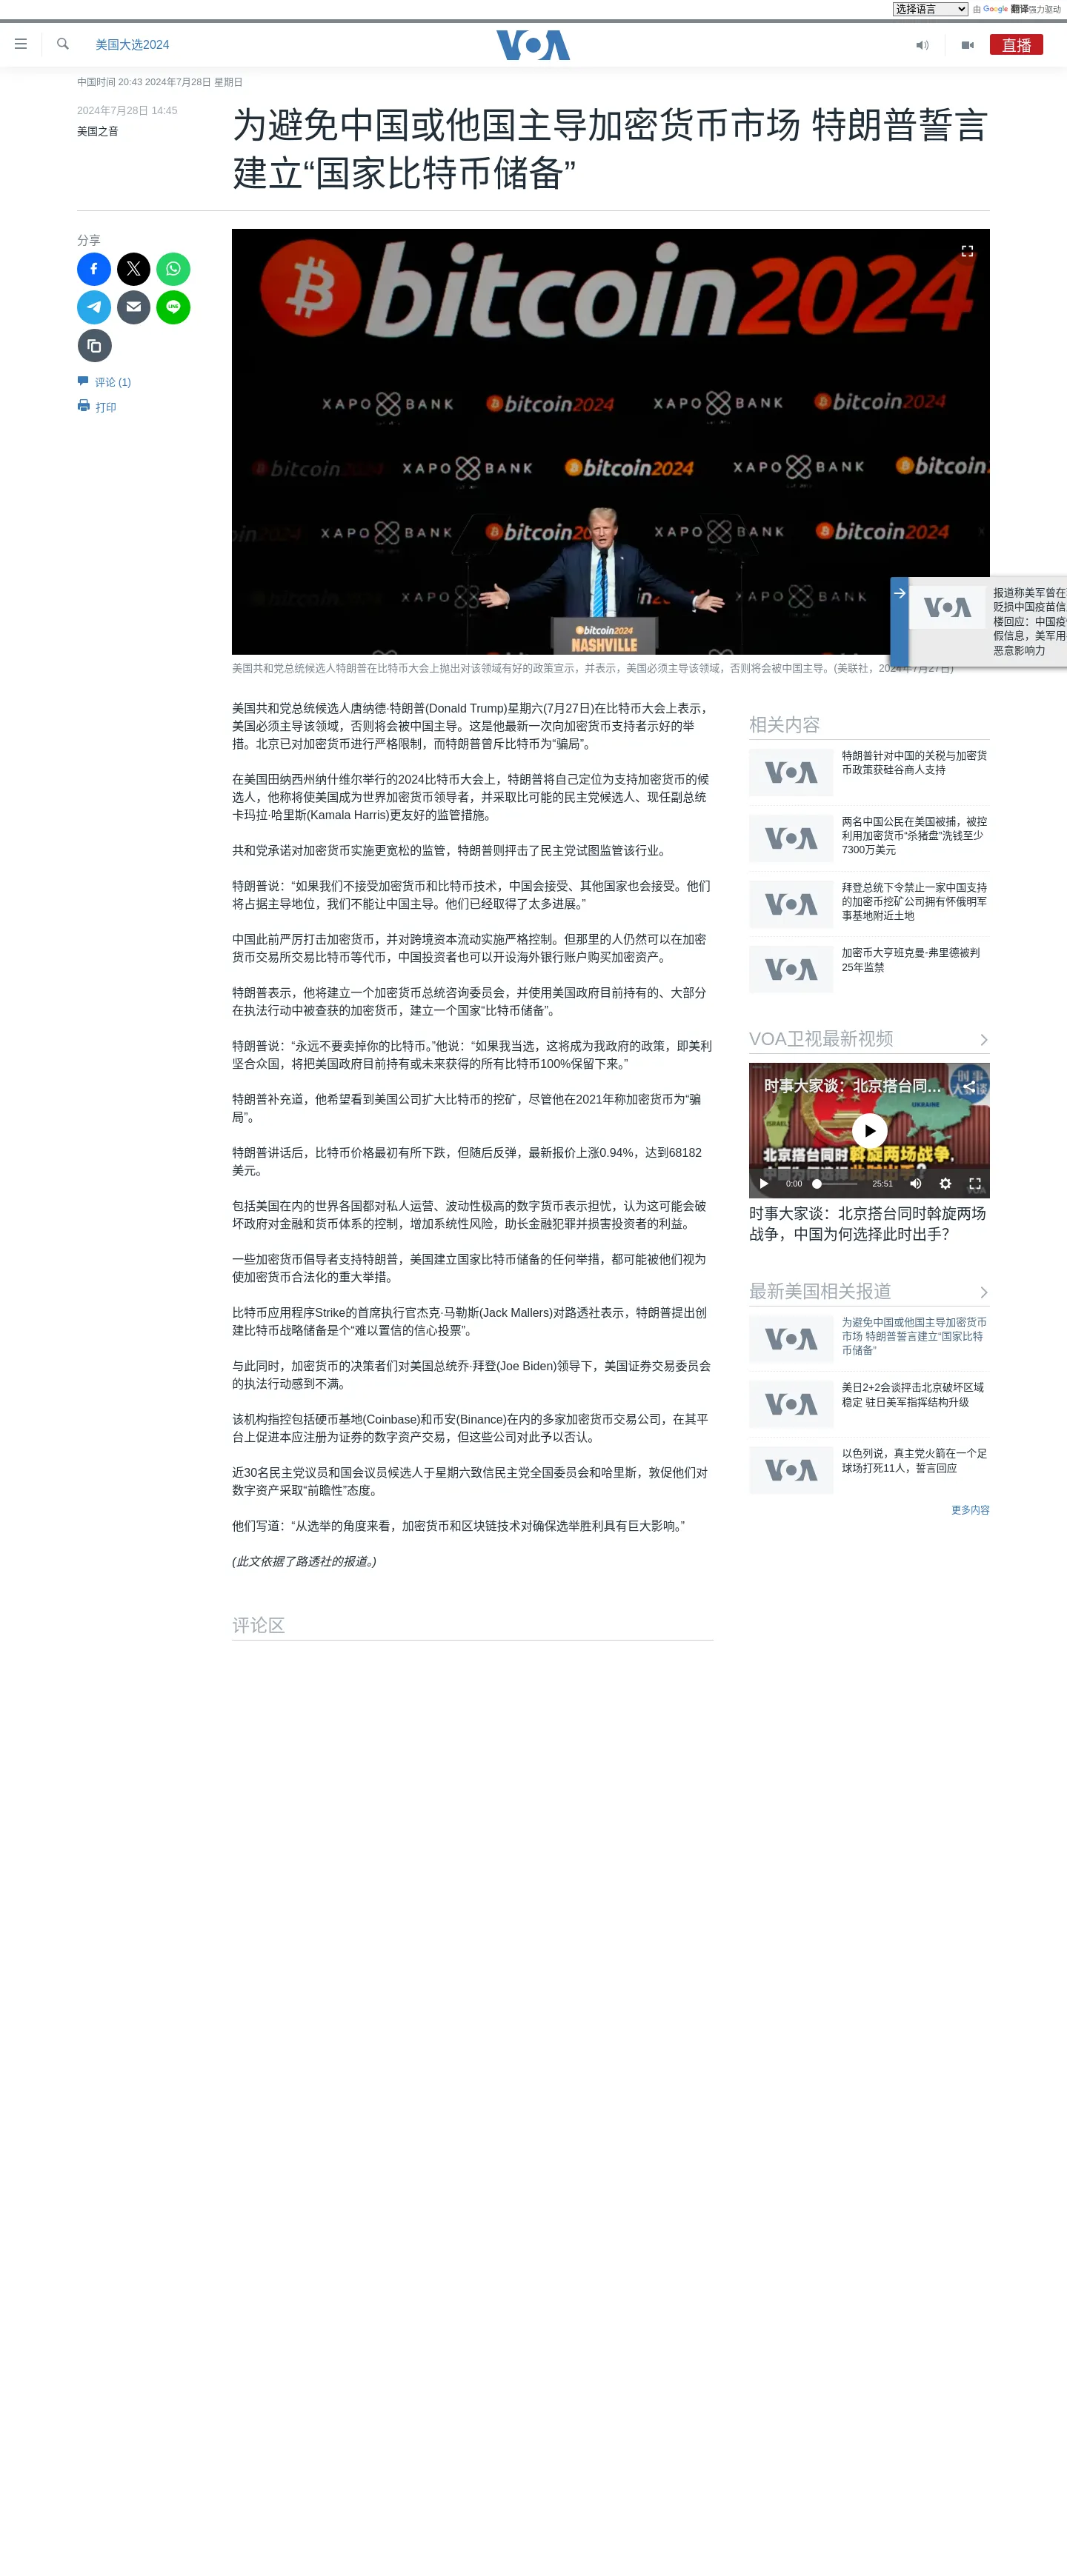 选择语言
由 Google 翻译强力驱动
美国大选2024
VOA
直播
中国时间 20:43 2024年7月28日 星期日
2024年7月28日 14:45
美国之音
为避免中国或他国主导加密货币市场 特朗普誓言
建立“国家比特币储备”
分享
评论 (1)
打印
bitcoin2024
XAPO BANK bitcoin2024 XAPO BANK bitcoin2024
bitcoin2024 XAPO BANK bitcoin2024 XAPO BANK bitcoin
XAPO BANK bitcoin2024 XAPO BANK bitcoin2024
bitcoin2024
NASHVILLE
报道称美军曾在
贬损中国疫苗信
楼回应：中国疫
假信息，美军用
恶意影响力
美国共和党总统候选人特朗普在比特币大会上抛出对该领域有好的政策宣示，并表示，美国必须主导该领域，否则将会被中国主导。(美联社，2024年7月27日)
美国共和党总统候选人唐纳德·特朗普(Donald Trump)星期六(7月27日)在比特币大会上表示，
美国必须主导该领域，否则将会被中国主导。这是他最新一次向加密货币支持者示好的举
措。北京已对加密货币进行严格限制，而特朗普曾斥比特币为“骗局”。
在美国田纳西州纳什维尔举行的2024比特币大会上，特朗普将自己定位为支持加密货币的候
选人，他称将使美国成为世界加密货币领导者，并采取比可能的民主党候选人、现任副总统
卡玛拉·哈里斯(Kamala Harris)更友好的监管措施。
共和党承诺对加密货币实施更宽松的监管，特朗普则抨击了民主党试图监管该行业。
特朗普说：“如果我们不接受加密货币和比特币技术，中国会接受、其他国家也会接受。他们
将占据主导地位，我们不能让中国主导。他们已经取得了太多进展。”
中国此前严厉打击加密货币，并对跨境资本流动实施严格控制。但那里的人仍然可以在加密
货币交易所交易比特币等代币，中国投资者也可以开设海外银行账户购买加密资产。
特朗普表示，他将建立一个加密货币总统咨询委员会，并使用美国政府目前持有的、大部分
在执法行动中被查获的加密货币，建立一个国家“比特币储备”。
特朗普说：“永远不要卖掉你的比特币。”他说：“如果我当选，这将成为我政府的政策，即美利
坚合众国，将把美国政府目前持有或未来获得的所有比特币100%保留下来。”
特朗普补充道，他希望看到美国公司扩大比特币的挖矿，尽管他在2021年称加密货币为“骗
局”。
特朗普讲话后，比特币价格最初有所下跌，但随后反弹，最新报价上涨0.94%，达到68182
美元。
包括美国在内的世界各国都对私人运营、波动性极高的数字货币表示担忧，认为这可能会破
坏政府对金融和货币体系的控制，增加系统性风险，助长金融犯罪并损害投资者的利益。
一些加密货币倡导者支持特朗普，美国建立国家比特币储备的任何举措，都可能被他们视为
使加密货币合法化的重大举措。
比特币应用程序Strike的首席执行官杰克·马勒斯(Jack Mallers)对路透社表示，特朗普提出创
建比特币战略储备是个“难以置信的信心投票”。
与此同时，加密货币的决策者们对美国总统乔·拜登(Joe Biden)领导下，美国证券交易委员会
的执法行动感到不满。
该机构指控包括硬币基地(Coinbase)和币安(Binance)在内的多家加密货币交易公司，在其平
台上促进本应注册为证券的数字资产交易，但这些公司对此予以否认。
近30名民主党议员和国会议员候选人于星期六致信民主党全国委员会和哈里斯，敦促他们对
数字资产采取“前瞻性”态度。
他们写道：“从选举的角度来看，加密货币和区块链技术对确保选举胜利具有巨大影响。”
(此文依据了路透社的报道。)
评论区
相关内容
VOA
特朗普针对中国的关税与加密货
币政策获硅谷商人支持
VOA
两名中国公民在美国被捕，被控
利用加密货币“杀猪盘”洗钱至少
7300万美元
VOA
拜登总统下令禁止一家中国支持
的加密币挖矿公司拥有怀俄明军
事基地附近土地
VOA
加密币大亨班克曼-弗里德被判
25年监禁
VOA卫视最新视频
时事大家谈：北京搭台同...
ISRAEL
UKRAINE
北京搭台同时斡旋两场战争,
中国为何选择此时出手?
0:00
25:51
时事大家谈：北京搭台同时斡旋两场
战争，中国为何选择此时出手？
最新美国相关报道
VOA
为避免中国或他国主导加密货币
市场 特朗普誓言建立“国家比特
币储备”
VOA
美日2+2会谈抨击北京破坏区域
稳定 驻日美军指挥结构升级
VOA
以色列说，真主党火箭在一个足
球场打死11人，誓言回应
更多内容